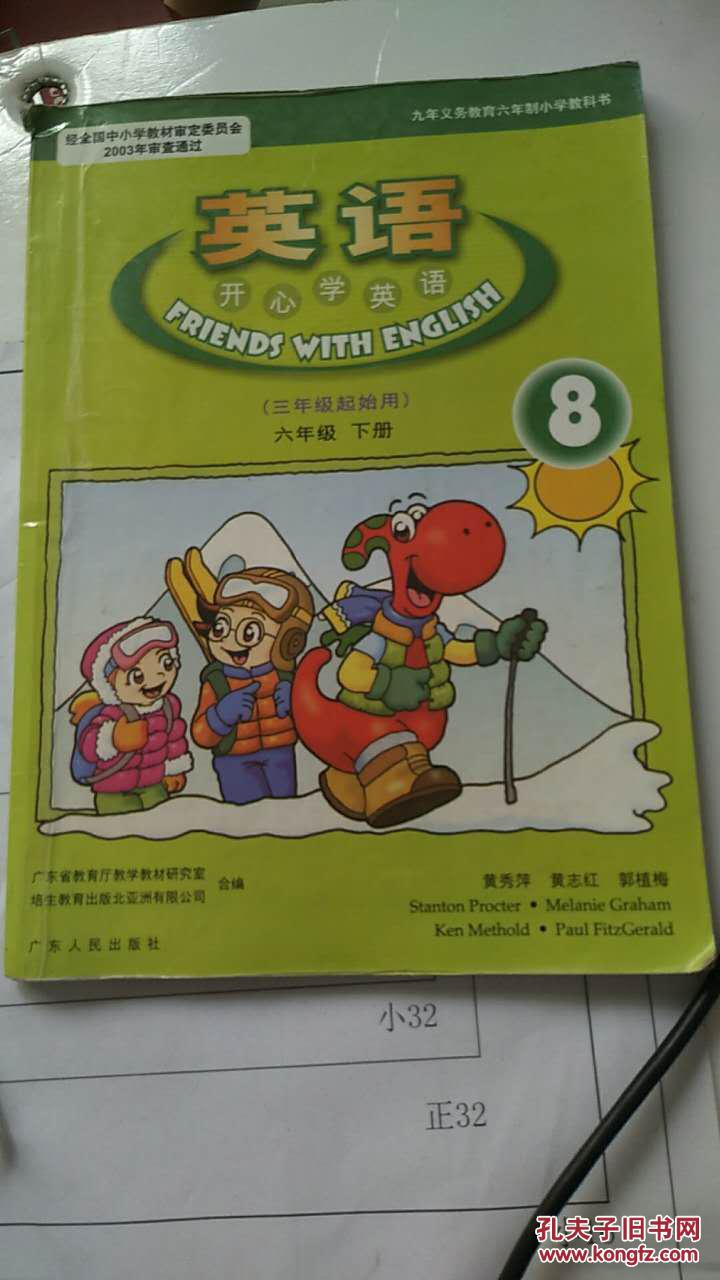 九年义务教育六年制小学教科书
经全国中小学教材审定委员会
2003年审查通过
英语
开心学英语
FRIENDS WITH ENGLISH
(三年级起始用)
六年级 下册
8
广东省教育厅教学教材研究室
培生教育出版北亚洲有限公司
合编
广东人民出版社
黄秀萍 黄志红 郭植梅
Stanton Procter • Melanie Graham
Ken Methold • Paul FitzGerald
小32
正32
孔夫子旧书网
www.kongfz.com